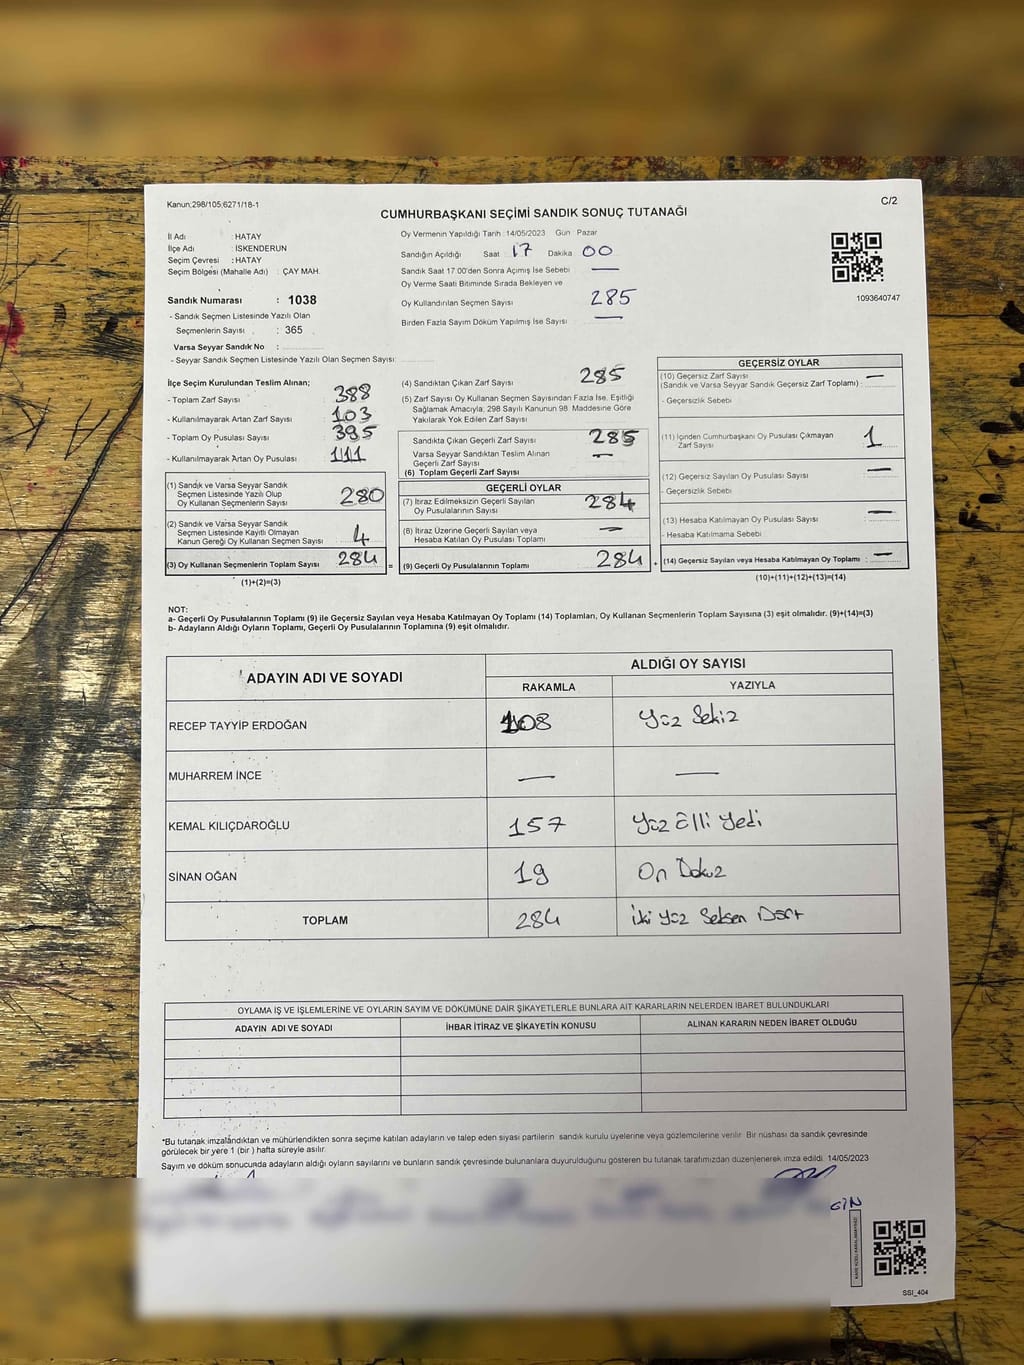 Kanun;298/105;6271/18-1
C/2
CUMHURBAŞKANI SEÇİMİ SANDIK SONUÇ TUTANAĞI
İl Adı : HATAY
İlçe Adı : İSKENDERUN
Seçim Çevresi : HATAY
Seçim Bölgesi (Mahalle Adı) : ÇAY MAH.
Sandık Numarası : 1038
- Sandık Seçmen Listesinde Yazılı Olan
Seçmenlerin Sayısı : 365
Varsa Seyyar Sandık No :
- Seyyar Sandık Seçmen Listesinde Yazılı Olan Seçmen Sayısı:
Oy Vermenin Yapıldığı Tarih : 14/05/2023 Gün Pazar
Sandığın Açıldığı Saat 17 Dakika 00
Sandık Saat 17.00'den Sonra Açımış İse Sebebi —
Oy Verme Saati Bitiminde Sırada Bekleyen ve
Oy Kullandırılan Seçmen Sayısı 285
Birden Fazla Sayım Döküm Yapılmış İse Sayısı —
1093640747
İlçe Seçim Kurulundan Teslim Alınan;
- Toplam Zarf Sayısı : 388
- Kullanılmayarak Artan Zarf Sayısı : 103
- Toplam Oy Pusulası Sayısı : 395
- Kullanılmayarak Artan Oy Pusulası : 111
(1) Sandık ve Varsa Seyyar Sandık
Seçmen Listesinde Yazılı Olup
Oy Kullanan Seçmenlerin Sayısı 280
(2) Sandık ve Varsa Seyyar Sandık
Seçmen Listesinde Kayıtlı Olmayan
Kanun Gereği Oy Kullanan Seçmen Sayısı 4
(3) Oy Kullanan Seçmenlerin Toplam Sayısı 284 =
(1)+(2)=(3)
(4) Sandıktan Çıkan Zarf Sayısı 285
(5) Zarf Sayısı Oy Kullanan Seçmen Sayısından Fazla İse, Eşitliği
Sağlamak Amacıyla, 298 Sayılı Kanunun 98. Maddesine Göre
Yakılarak Yok Edilen Zarf Sayısı
Sandıkta Çıkan Geçerli Zarf Sayısı 285
Varsa Seyyar Sandıktan Teslim Alınan
Geçerli Zarf Sayısı —
(6) Toplam Geçerli Zarf Sayısı
GEÇERLİ OYLAR
(7) İtiraz Edilmeksizin Geçerli Sayılan
Oy Pusulalarının Sayısı 284
(8) İtiraz Üzerine Geçerli Sayılan veya
Hesaba Katılan Oy Pusulası Toplamı —
(9) Geçerli Oy Pusulalarının Toplamı 284 +
GEÇERSİZ OYLAR
(10) Geçersiz Zarf Sayısı —
(Sandık ve Varsa Seyyar Sandık Geçersiz Zarf Toplamı) :
- Geçersizlik Sebebi
(11) İçinden Cumhurbaşkanı Oy Pusulası Çıkmayan
Zarf Sayısı 1
(12) Geçersiz Sayılan Oy Pusulası Sayısı —
- Geçersizlik Sebebi
(13) Hesaba Katılmayan Oy Pusulası Sayısı —
- Hesaba Katılmama Sebebi
(14) Geçersiz Sayılan veya Hesaba Katılmayan Oy Toplamı : —
(10)+(11)+(12)+(13)=(14)
NOT:
a- Geçerli Oy Pusulalarının Toplamı (9) ile Geçersiz Sayılan veya Hesaba Katılmayan Oy Toplamı (14) Toplamları, Oy Kullanan Seçmenlerin Toplam Sayısına (3) eşit olmalıdır. (9)+(14)=(3)
b- Adayların Aldığı Oyların Toplamı, Geçerli Oy Pusulalarının Toplamına (9) eşit olmalıdır.
ADAYIN ADI VE SOYADI ALDIĞI OY SAYISI
RAKAMLA YAZIYLA
RECEP TAYYİP ERDOĞAN 108 Yüz Sekiz
MUHARREM İNCE — —
KEMAL KILIÇDAROĞLU 157 Yüz Elli Yedi
SİNAN OĞAN 19 On Dokuz
TOPLAM 284 İki Yüz Seksen Dört
OYLAMA İŞ VE İŞLEMLERİNE VE OYLARIN SAYIM VE DÖKÜMÜNE DAİR ŞİKAYETLERLE BUNLARA AİT KARARLARIN NELERDEN İBARET BULUNDUKLARI
ADAYIN ADI VE SOYADI İHBAR İTİRAZ VE ŞİKAYETİN KONUSU ALINAN KARARIN NEDEN İBARET OLDUĞU
*Bu tutanak imzalandıktan ve mühürlendikten sonra seçime katılan adayların ve talep eden siyasi partilerin sandık kurulu üyelerine veya gözlemcilerine verilir. Bir nüshası da sandık çevresinde
görülecek bir yere 1 (bir ) hafta süreyle asılır.
Sayım ve döküm sonucunda adayların aldığı oyların sayılarını ve bunların sandık çevresinde bulunanlara duyurulduğunu gösteren bu tutanak tarafımızdan düzenlenerek imza edildi. 14/05/2023
SSI_404